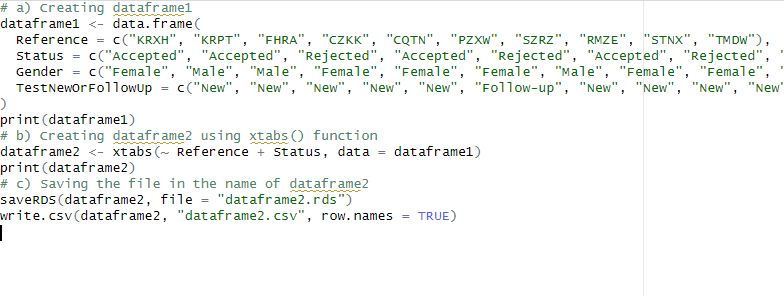 # a) Creating dataframe1
dataframe1 <- data.frame(
  Reference = c("KRXH", "KRPT", "FHRA", "CZKK", "CQTN", "PZXW", "SZRZ", "RMZE", "STNX", "TMDW"),
  Status = c("Accepted", "Accepted", "Rejected", "Accepted", "Rejected", "Accepted", "Rejected", "
  Gender = c("Female", "Male", "Male", "Female", "Female", "Female", "Male", "Female", "Female", "
  TestNewOrFollowUp = c("New", "New", "New", "New", "New", "Follow-up", "New", "New", "New", "New"
)
print(dataframe1)
# b) Creating dataframe2 using xtabs() function
dataframe2 <- xtabs(~ Reference + Status, data = dataframe1)
print(dataframe2)
# c) Saving the file in the name of dataframe2
saveRDS(dataframe2, file = "dataframe2.rds")
write.csv(dataframe2, "dataframe2.csv", row.names = TRUE)